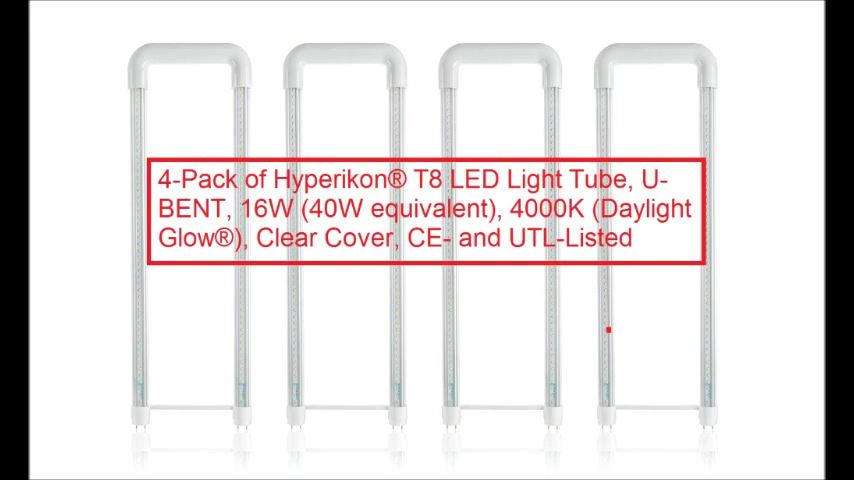 4-Pack of Hyperikon® T8 LED Light Tube, U-
BENT, 16W (40W equivalent), 4000K (Daylight
Glow®), Clear Cover, CE- and UTL-Listed